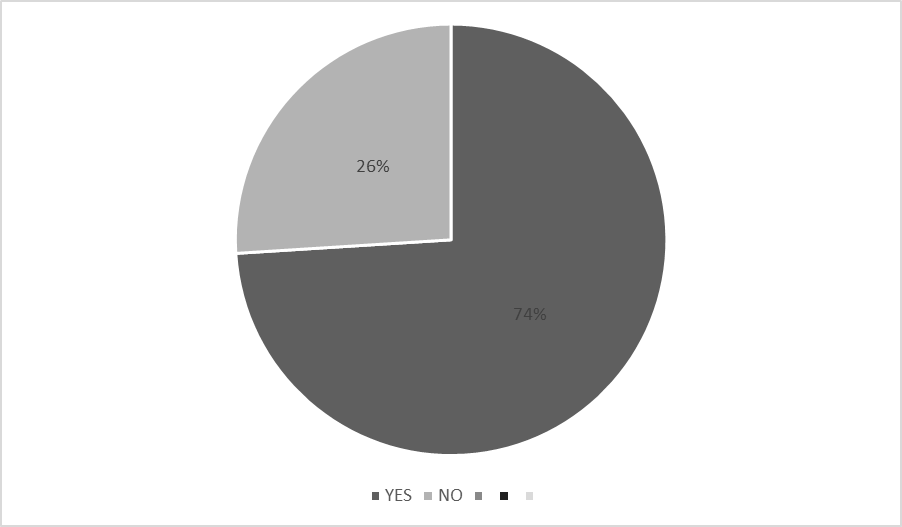 26%
74%
YES NO